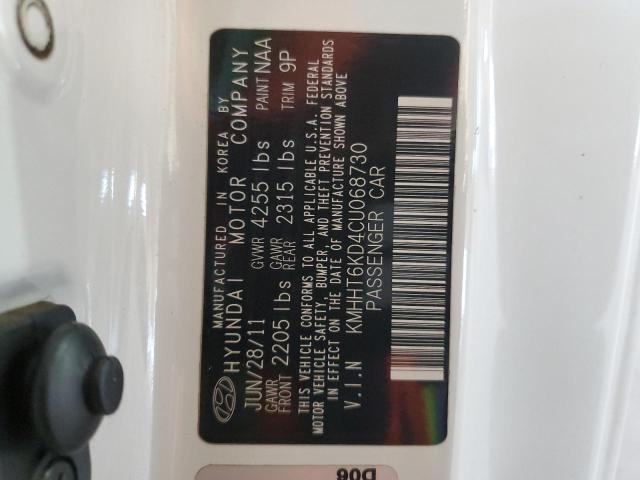 MANUFACTURED IN KOREA BY
HYUNDAI MOTOR COMPANY
JUN/28/11 GVWR 4255 lbs PAINT NAA
GAWR FRONT 2205 lbs GAWR REAR 2315 lbs TRIM 9P
THIS VEHICLE CONFORMS TO ALL APPLICABLE U.S.A. FEDERAL
MOTOR VEHICLE SAFETY, BUMPER, AND THEFT PREVENTION STANDARDS
IN EFFECT ON THE DATE OF MANUFACTURE SHOWN ABOVE
V.I.N KMHHT6KD4CU068730
PASSENGER CAR
D06